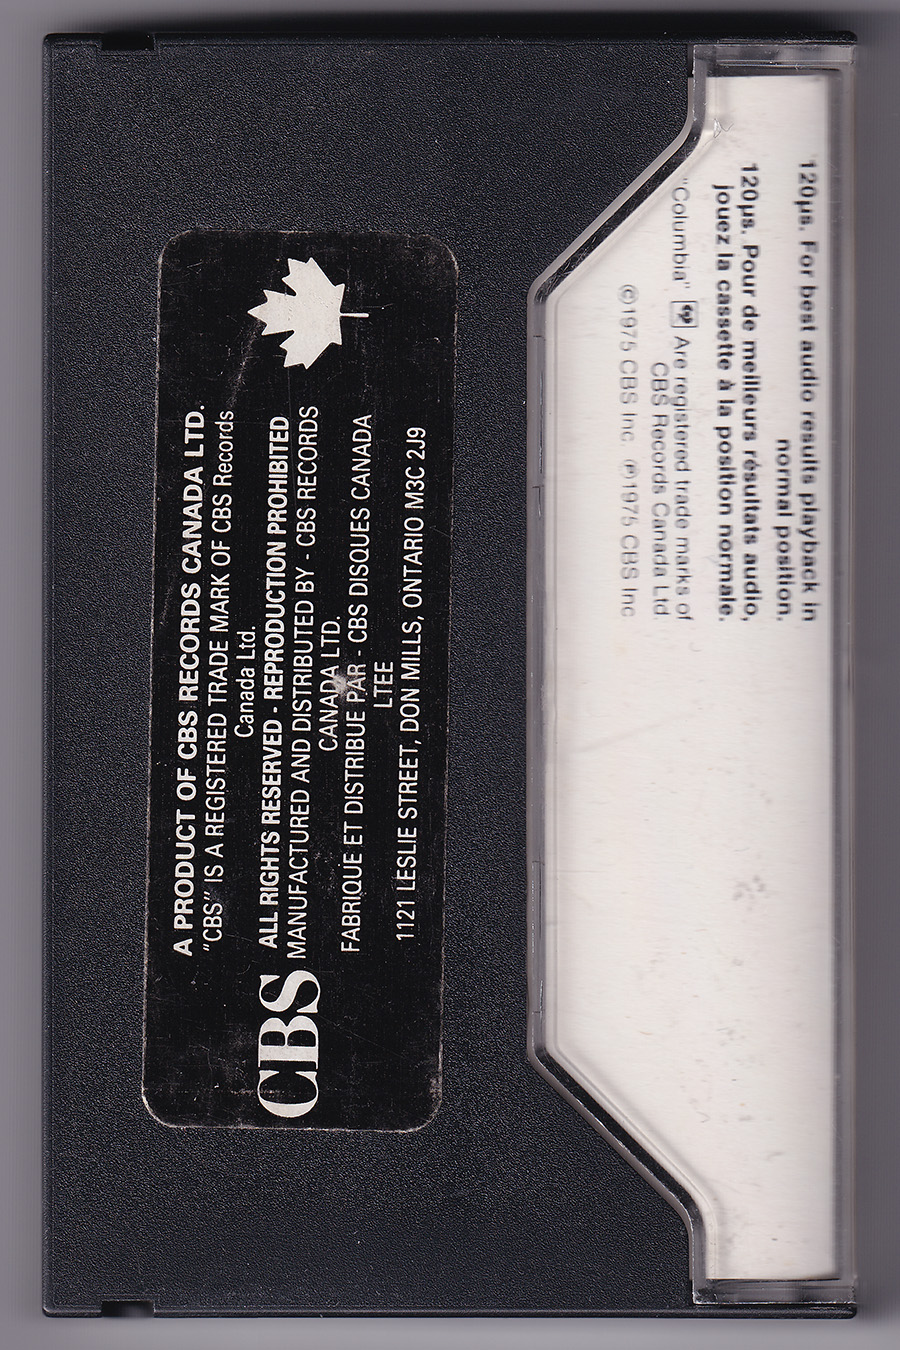 A PRODUCT OF CBS RECORDS CANADA LTD.
"CBS" IS A REGISTERED TRADE MARK OF CBS Records
Canada Ltd.
ALL RIGHTS RESERVED - REPRODUCTION PROHIBITED
MANUFACTURED AND DISTRIBUTED BY - CBS RECORDS
CANADA LTD.
FABRIQUE ET DISTRIBUE PAR - CBS DISQUES CANADA
LTEE
1121 LESLIE STREET, DON MILLS, ONTARIO M3C 2J9
CBS
120µs. For best audio results playback in
normal position.
120µs. Pour de meilleurs résultats audio,
jouez la cassette à la position normale.
"Columbia" Are registered trade marks of
CBS Records Canada Ltd
©1975 CBS Inc ℗1975 CBS Inc